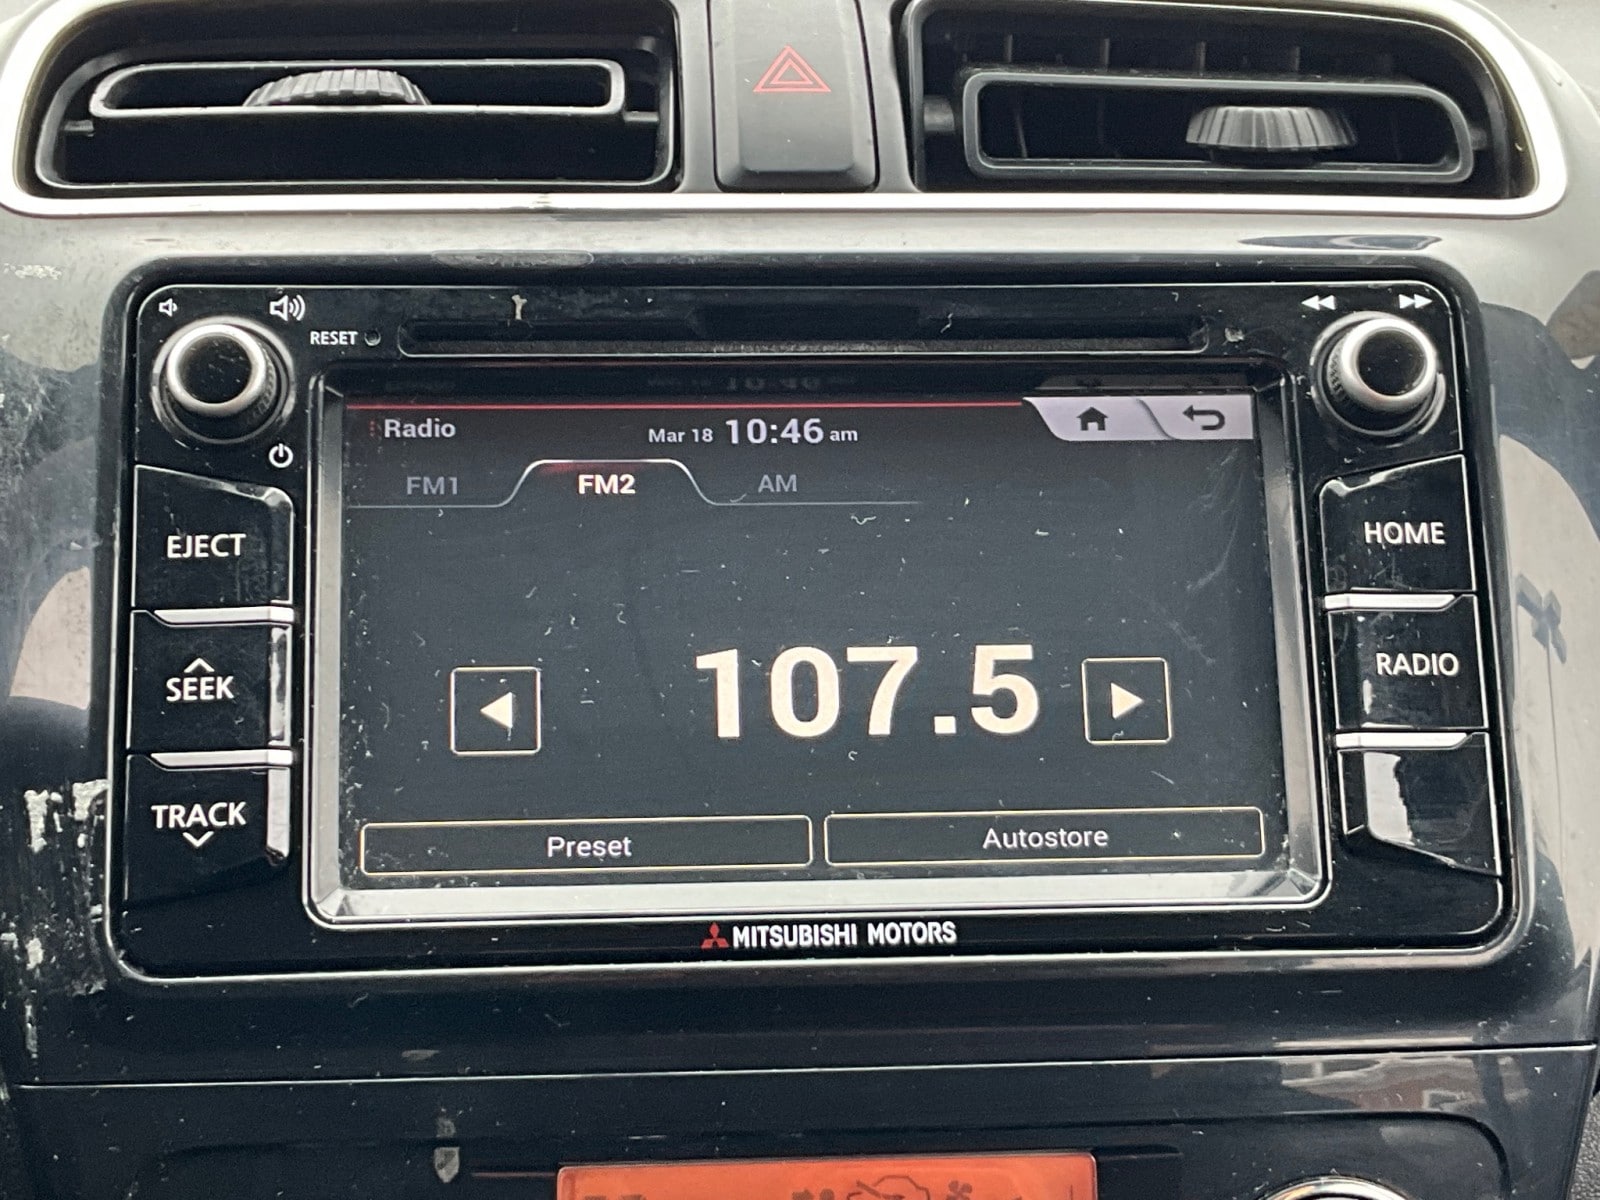 RESET
Radio
Mar 18 10:46 am
FM1 FM2 AM
EJECT
HOME
SEEK
RADIO
107.5
TRACK
Preset Autostore
MITSUBISHI MOTORS